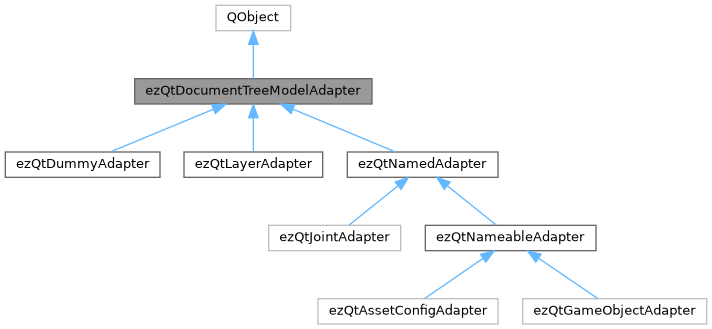 QObject
ezQtDocumentTreeModelAdapter
ezQtDummyAdapter
ezQtLayerAdapter
ezQtNamedAdapter
ezQtJointAdapter
ezQtNameableAdapter
ezQtAssetConfigAdapter
ezQtGameObjectAdapter